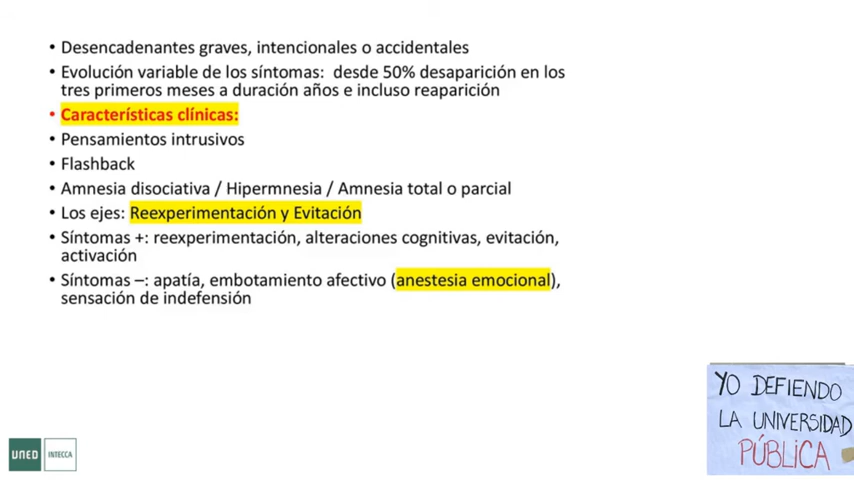 • Desencadenantes graves, intencionales o accidentales
• Evolución variable de los síntomas: desde 50% desaparición en los
tres primeros meses a duración años e incluso reaparición
• Características clínicas:
• Pensamientos intrusivos
• Flashback
• Amnesia disociativa / Hipermnesia / Amnesia total o parcial
• Los ejes: Reexperimentación y Evitación
• Síntomas +: reexperimentación, alteraciones cognitivas, evitación,
activación
• Síntomas –: apatía, embotamiento afectivo (anestesia emocional),
sensación de indefensión
YO DEFIENDO
LA UNIVERSIDAD
PÚBLICA
UNED INTECCA